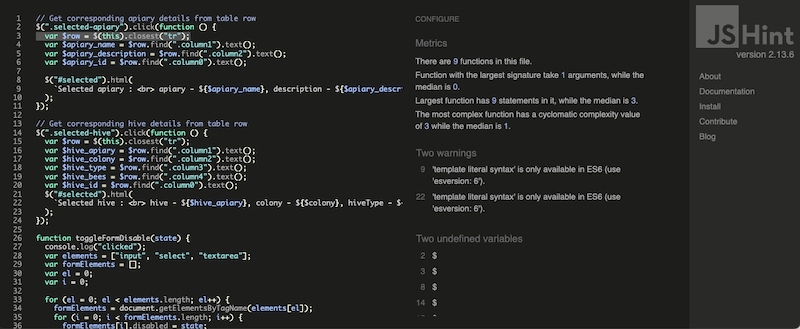 1 // Get corresponding apiary details from table row
2 $(".selected-apiary").click(function () {
3 var $row = $(this).closest("tr");
4 var $apiary_name = $row.find(".column1").text();
5 var $apiary_description = $row.find(".column2").text();
6 var $apiary_id = $row.find(".column0").text();
7
8 $("#selected").html(
9 `Selected apiary : <br> apiary - ${$apiary_name}, description - ${$apiary_descr
10 );
11 });
12
13 // Get corresponding hive details from table row
14 $(".selected-hive").click(function () {
15 var $row = $(this).closest("tr");
16 var $hive_apiary = $row.find(".column1").text();
17 var $hive_colony = $row.find(".column2").text();
18 var $hive_type = $row.find(".column3").text();
19 var $hive_bees = $row.find(".column4").text();
20 var $hive_id = $row.find(".column0").text();
21 $("#selected").html(
22 `Selected hive : <br> hive - ${$hive_apiary}, colony - ${$colony}, hiveType - $
23 );
24 });
25
26 function toggleFormDisable(state) {
27 console.log("clicked");
28 var elements = ["input", "select", "textarea"];
29 var formElements = [];
30 var el = 0;
31 var i = 0;
32
33 for (el = 0; el < elements.length; el++) {
34 formElements = document.getElementsByTagName(elements[el]);
35 for (i = 0; i < formElements.length; i++) {
36 formElements[i].disabled = state;
CONFIGURE
Metrics
There are 9 functions in this file.
Function with the largest signature take 1 arguments, while the
median is 0.
Largest function has 9 statements in it, while the median is 3.
The most complex function has a cyclomatic complexity value
of 3 while the median is 1.
Two warnings
9 'template literal syntax' is only available in ES6 (use
'esversion: 6').
22 'template literal syntax' is only available in ES6 (use
'esversion: 6').
Two undefined variables
2 $
3 $
8 $
14 $
JSHint
version 2.13.6
About
Documentation
Install
Contribute
Blog